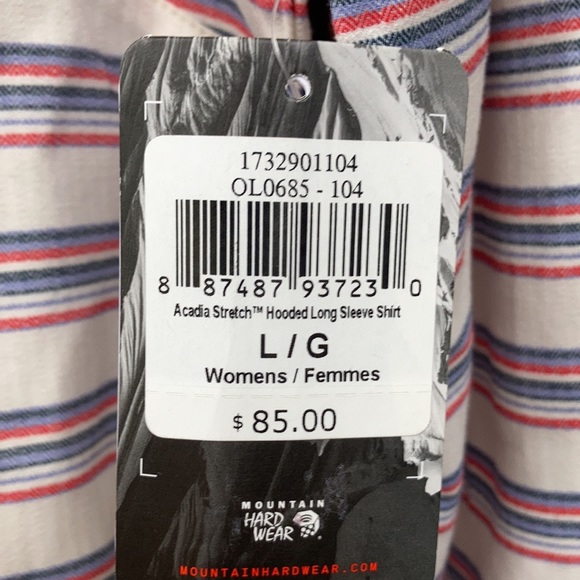 1732901104
OL0685 - 104
8 87487 93723 0
Acadia Stretch™ Hooded Long Sleeve Shirt
L / G
Womens / Femmes
$ 85.00
MOUNTAIN
HARD
WEAR
MOUNTAINHARDWEAR.COM